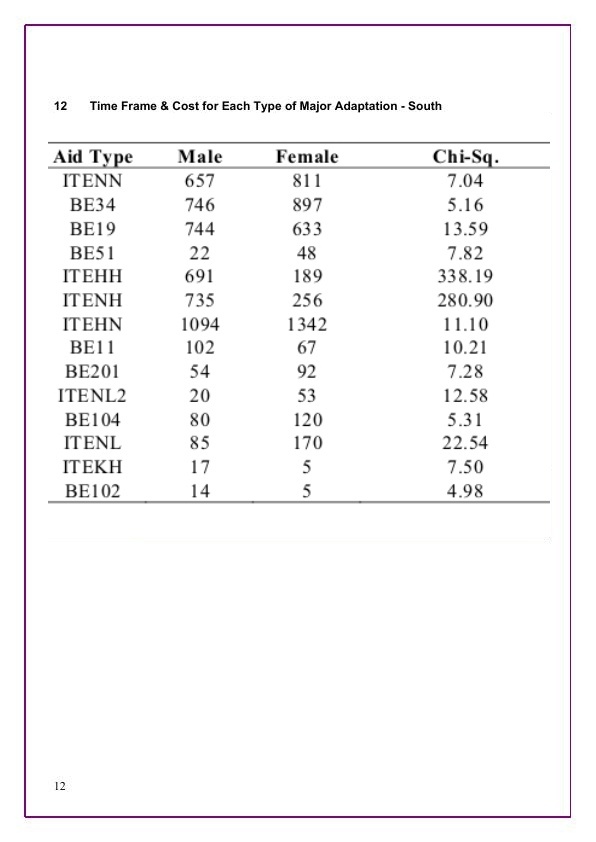 12 Time Frame & Cost for Each Type of Major Adaptation - South
Aid Type Male Female Chi-Sq.
ITENN 657 811 7.04
BE34 746 897 5.16
BE19 744 633 13.59
BE51 22 48 7.82
ITEHH 691 189 338.19
ITENH 735 256 280.90
ITEHN 1094 1342 11.10
BE11 102 67 10.21
BE201 54 92 7.28
ITENL2 20 53 12.58
BE104 80 120 5.31
ITENL 85 170 22.54
ITEKH 17 5 7.50
BE102 14 5 4.98
12